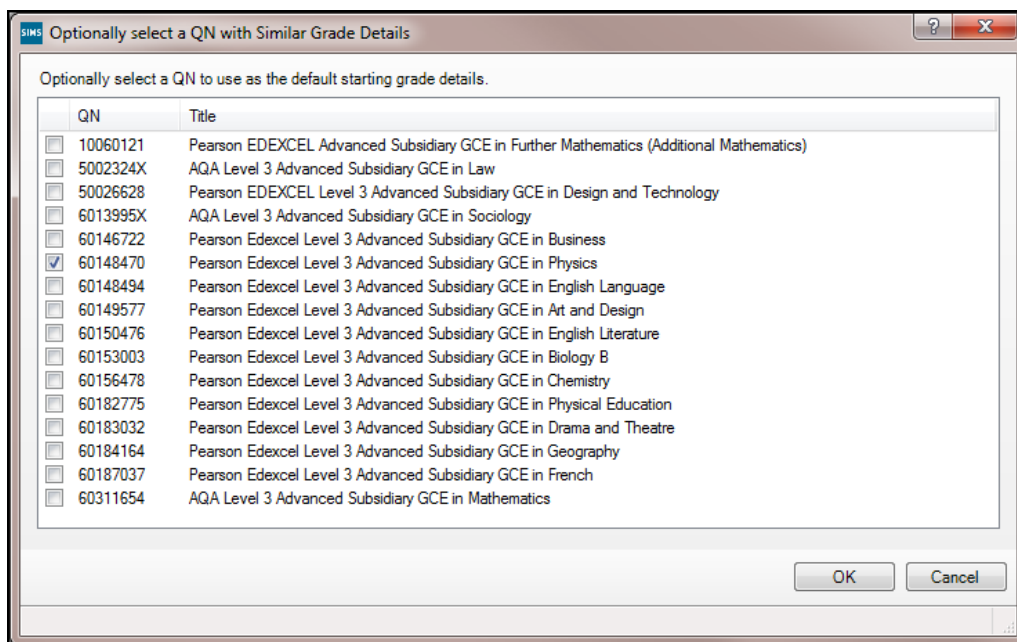 SIMS Optionally select a QN with Similar Grade Details ?
Optionally select a QN to use as the default starting grade details.
QN Title
10060121 Pearson EDEXCEL Advanced Subsidiary GCE in Further Mathematics (Additional Mathematics)
5002324X AQA Level 3 Advanced Subsidiary GCE in Law
50026628 Pearson EDEXCEL Level 3 Advanced Subsidiary GCE in Design and Technology
6013995X AQA Level 3 Advanced Subsidiary GCE in Sociology
60146722 Pearson Edexcel Level 3 Advanced Subsidiary GCE in Business
60148470 Pearson Edexcel Level 3 Advanced Subsidiary GCE in Physics
60148494 Pearson Edexcel Level 3 Advanced Subsidiary GCE in English Language
60149577 Pearson Edexcel Level 3 Advanced Subsidiary GCE in Art and Design
60150476 Pearson Edexcel Level 3 Advanced Subsidiary GCE in English Literature
60153003 Pearson Edexcel Level 3 Advanced Subsidiary GCE in Biology B
60156478 Pearson Edexcel Level 3 Advanced Subsidiary GCE in Chemistry
60182775 Pearson Edexcel Level 3 Advanced Subsidiary GCE in Physical Education
60183032 Pearson Edexcel Level 3 Advanced Subsidiary GCE in Drama and Theatre
60184164 Pearson Edexcel Level 3 Advanced Subsidiary GCE in Geography
60187037 Pearson Edexcel Level 3 Advanced Subsidiary GCE in French
60311654 AQA Level 3 Advanced Subsidiary GCE in Mathematics
OK Cancel